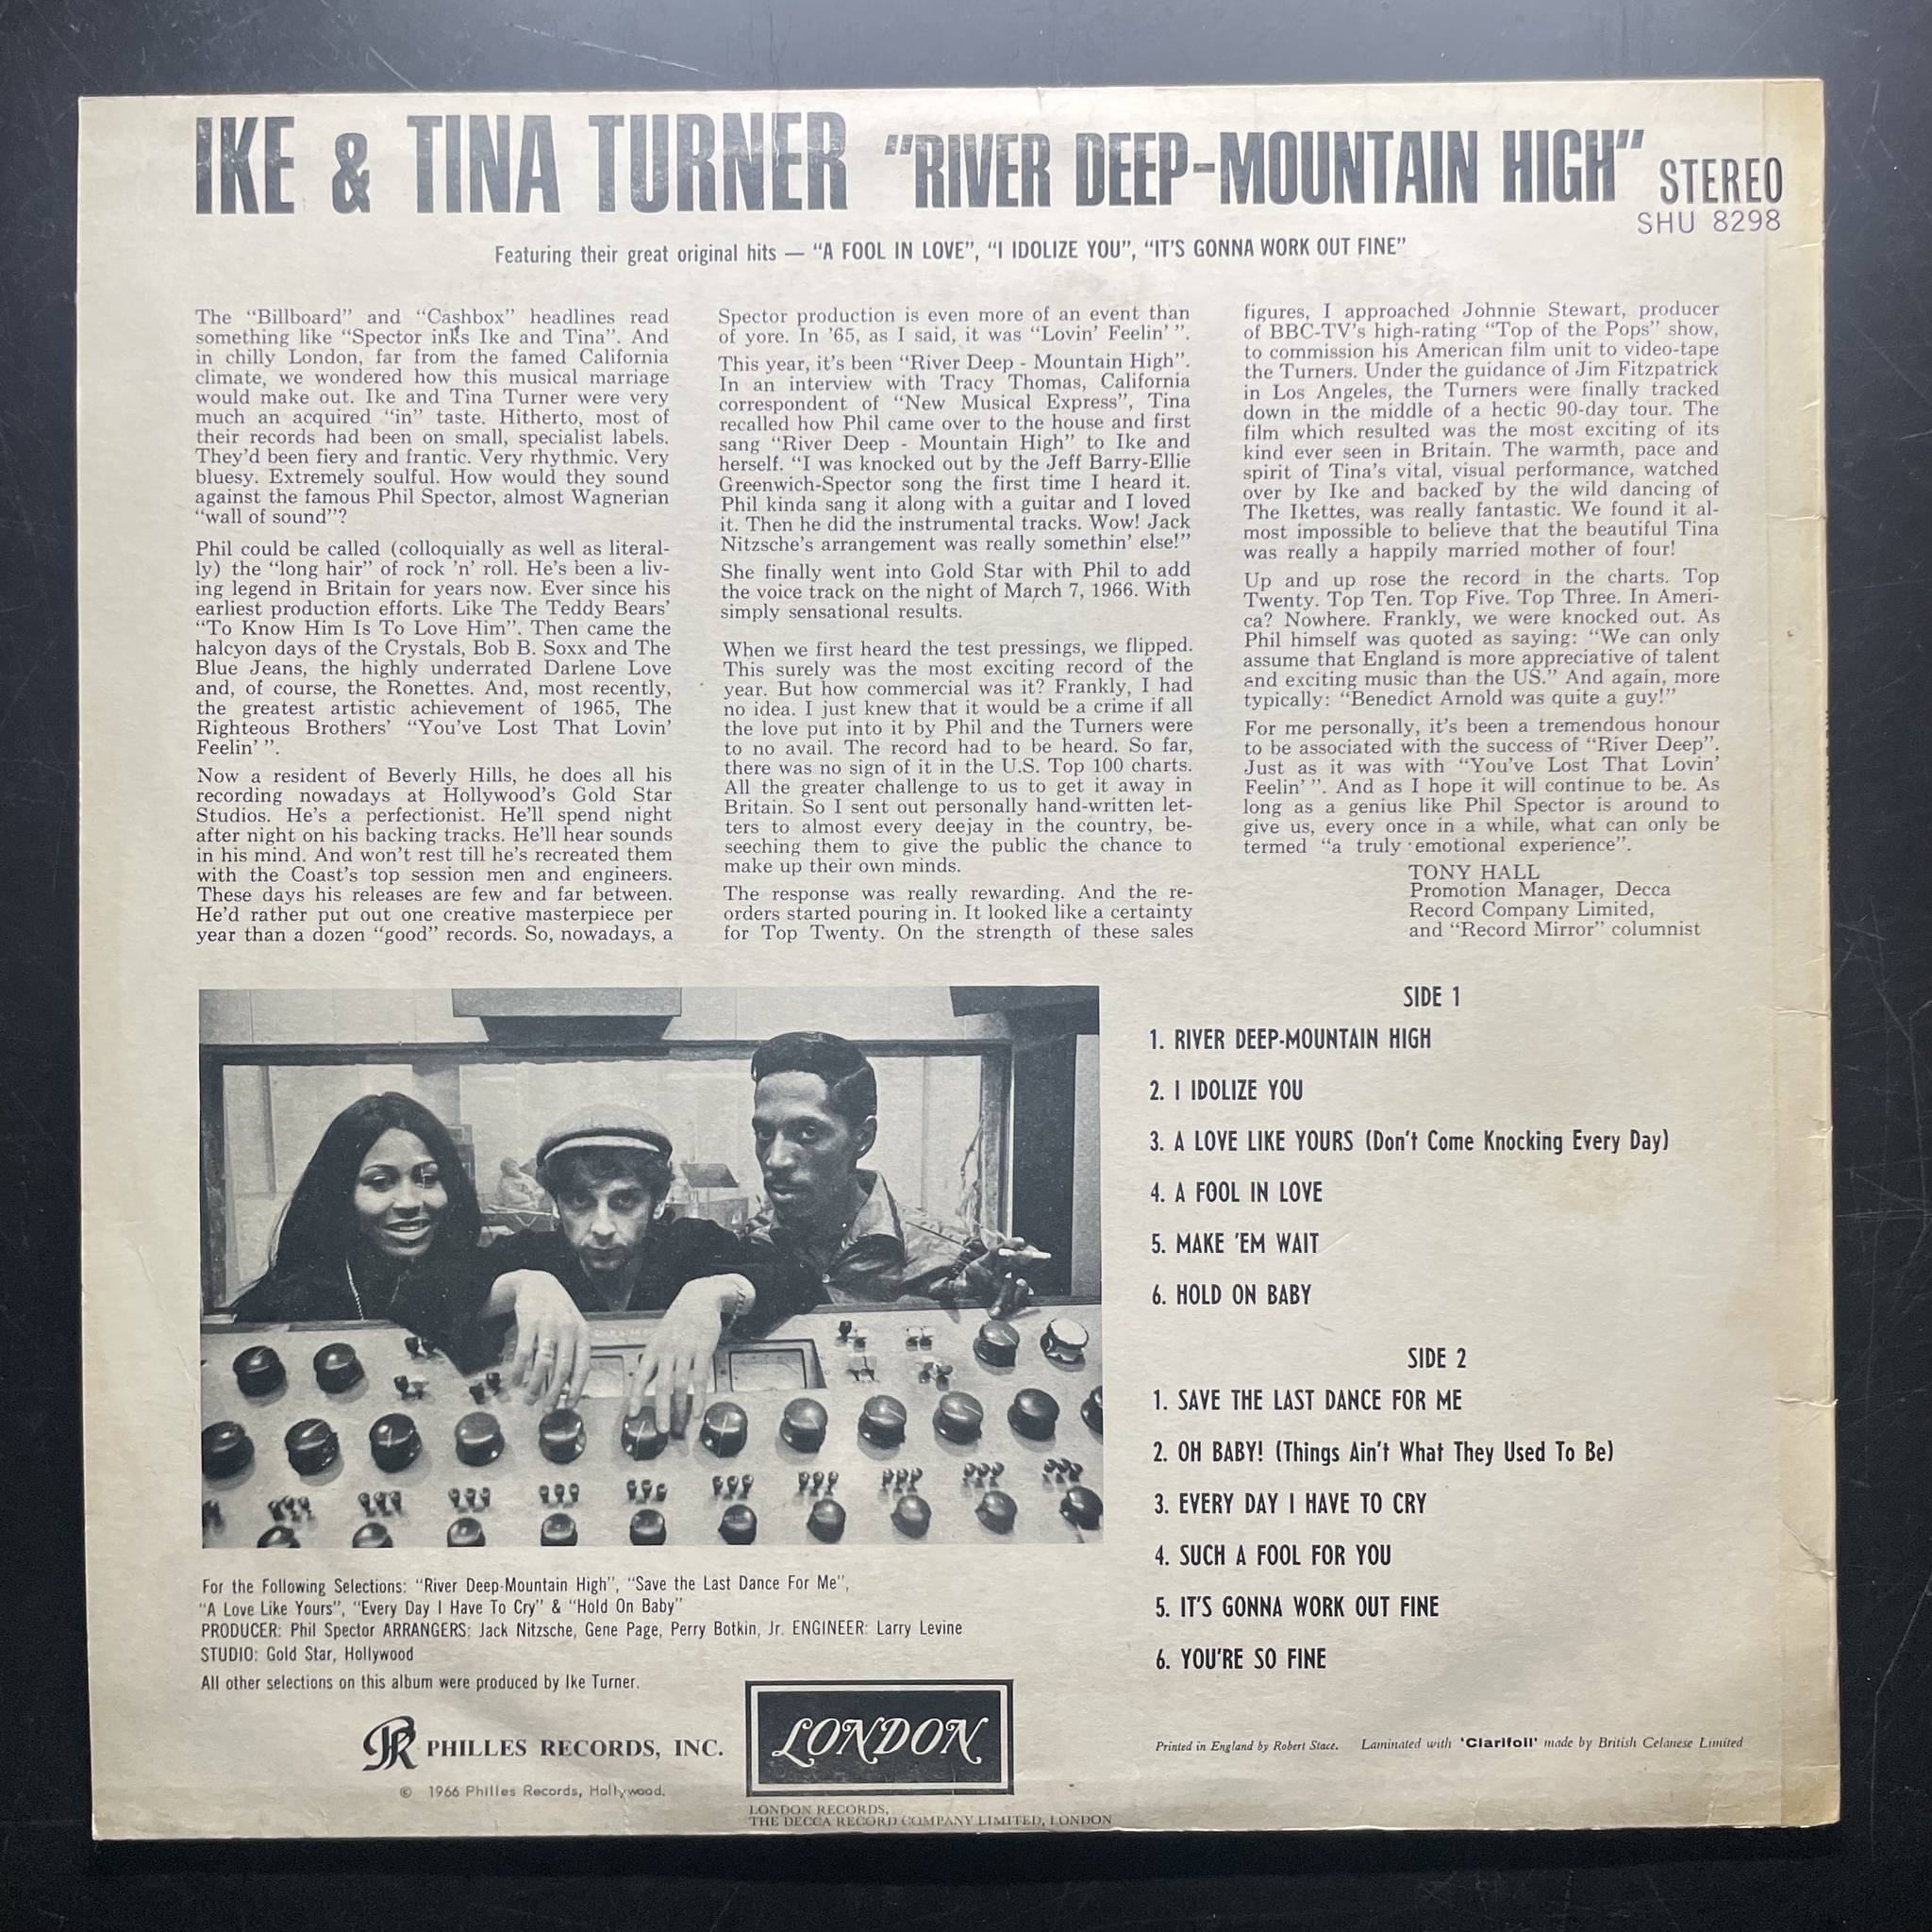 IKE & TINA TURNER "RIVER DEEP-MOUNTAIN HIGH" STEREO
SHU 8298
Featuring their great original hits — "A FOOL IN LOVE", "I IDOLIZE YOU", "IT'S GONNA WORK OUT FINE"
The "Billboard" and "Cashbox" headlines read
something like "Spector inks Ike and Tina". And
in chilly London, far from the famed California
climate, we wondered how this musical marriage
would make out. Ike and Tina Turner were very
much an acquired "in" taste. Hitherto, most of
their records had been on small, specialist labels.
They'd been fiery and frantic. Very rhythmic. Very
bluesy. Extremely soulful. How would they sound
against the famous Phil Spector, almost Wagnerian
"wall of sound"?
Phil could be called (colloquially as well as literal-
ly) the "long hair" of rock 'n' roll. He's been a liv-
ing legend in Britain for years now. Ever since his
earliest production efforts. Like The Teddy Bears'
"To Know Him Is To Love Him". Then came the
halcyon days of the Crystals, Bob B. Soxx and The
Blue Jeans, the highly underrated Darlene Love
and, of course, the Ronettes. And, most recently,
the greatest artistic achievement of 1965, The
Righteous Brothers' "You've Lost That Lovin'
Feelin' ".
Now a resident of Beverly Hills, he does all his
recording nowadays at Hollywood's Gold Star
Studios. He's a perfectionist. He'll spend night
after night on his backing tracks. He'll hear sounds
in his mind. And won't rest till he's recreated them
with the Coast's top session men and engineers.
These days his releases are few and far between.
He'd rather put out one creative masterpiece per
year than a dozen "good" records. So, nowadays, a
Spector production is even more of an event than
of yore. In '65, as I said, it was "Lovin' Feelin' ".
This year, it's been "River Deep - Mountain High".
In an interview with Tracy Thomas, California
correspondent of "New Musical Express", Tina
recalled how Phil came over to the house and first
sang "River Deep - Mountain High" to Ike and
herself. "I was knocked out by the Jeff Barry-Ellie
Greenwich-Spector song the first time I heard it.
Phil kinda sang it along with a guitar and I loved
it. Then he did the instrumental tracks. Wow! Jack
Nitzsche's arrangement was really somethin' else!"
She finally went into Gold Star with Phil to add
the voice track on the night of March 7, 1966. With
simply sensational results.
When we first heard the test pressings, we flipped.
This surely was the most exciting record of the
year. But how commercial was it? Frankly, I had
no idea. I just knew that it would be a crime if all
the love put into it by Phil and the Turners were
to no avail. The record had to be heard. So far,
there was no sign of it in the U.S. Top 100 charts.
All the greater challenge to us to get it away in
Britain. So I sent out personally hand-written let-
ters to almost every deejay in the country, be-
seeching them to give the public the chance to
make up their own minds.
The response was really rewarding. And the re-
orders started pouring in. It looked like a certainty
for Top Twenty. On the strength of these sales
figures, I approached Johnnie Stewart, producer
of BBC-TV's high-rating "Top of the Pops" show,
to commission his American film unit to video-tape
the Turners. Under the guidance of Jim Fitzpatrick
in Los Angeles, the Turners were finally tracked
down in the middle of a hectic 90-day tour. The
film which resulted was the most exciting of its
kind ever seen in Britain. The warmth, pace and
spirit of Tina's vital, visual performance, watched
over by Ike and backed by the wild dancing of
The Ikettes, was really fantastic. We found it al-
most impossible to believe that the beautiful Tina
was really a happily married mother of four!
Up and up rose the record in the charts. Top
Twenty. Top Ten. Top Five. Top Three. In Ameri-
ca? Nowhere. Frankly, we were knocked out. As
Phil himself was quoted as saying: "We can only
assume that England is more appreciative of talent
and exciting music than the US." And again, more
typically: "Benedict Arnold was quite a guy!"
For me personally, it's been a tremendous honour
to be associated with the success of "River Deep".
Just as it was with "You've Lost That Lovin'
Feelin' ". And as I hope it will continue to be. As
long as a genius like Phil Spector is around to
give us, every once in a while, what can only be
termed "a truly emotional experience".
TONY HALL
Promotion Manager, Decca
Record Company Limited,
and "Record Mirror" columnist
SIDE 1
1. RIVER DEEP-MOUNTAIN HIGH
2. I IDOLIZE YOU
3. A LOVE LIKE YOURS (Don't Come Knocking Every Day)
4. A FOOL IN LOVE
5. MAKE 'EM WAIT
6. HOLD ON BABY
SIDE 2
1. SAVE THE LAST DANCE FOR ME
2. OH BABY! (Things Ain't What They Used To Be)
3. EVERY DAY I HAVE TO CRY
4. SUCH A FOOL FOR YOU
5. IT'S GONNA WORK OUT FINE
6. YOU'RE SO FINE
For the Following Selections: "River Deep-Mountain High", "Save the Last Dance For Me",
"A Love Like Yours", "Every Day I Have To Cry" & "Hold On Baby"
PRODUCER: Phil Spector ARRANGERS: Jack Nitzsche, Gene Page, Perry Botkin, Jr. ENGINEER: Larry Levine
STUDIO: Gold Star, Hollywood
All other selections on this album were produced by Ike Turner.
PR PHILLES RECORDS, INC.
© 1966 Philles Records, Hollywood.
LONDON
LONDON RECORDS,
THE DECCA RECORD COMPANY LIMITED, LONDON
Printed in England by Robert Stace. Laminated with 'Clarifoil' made by British Celanese Limited